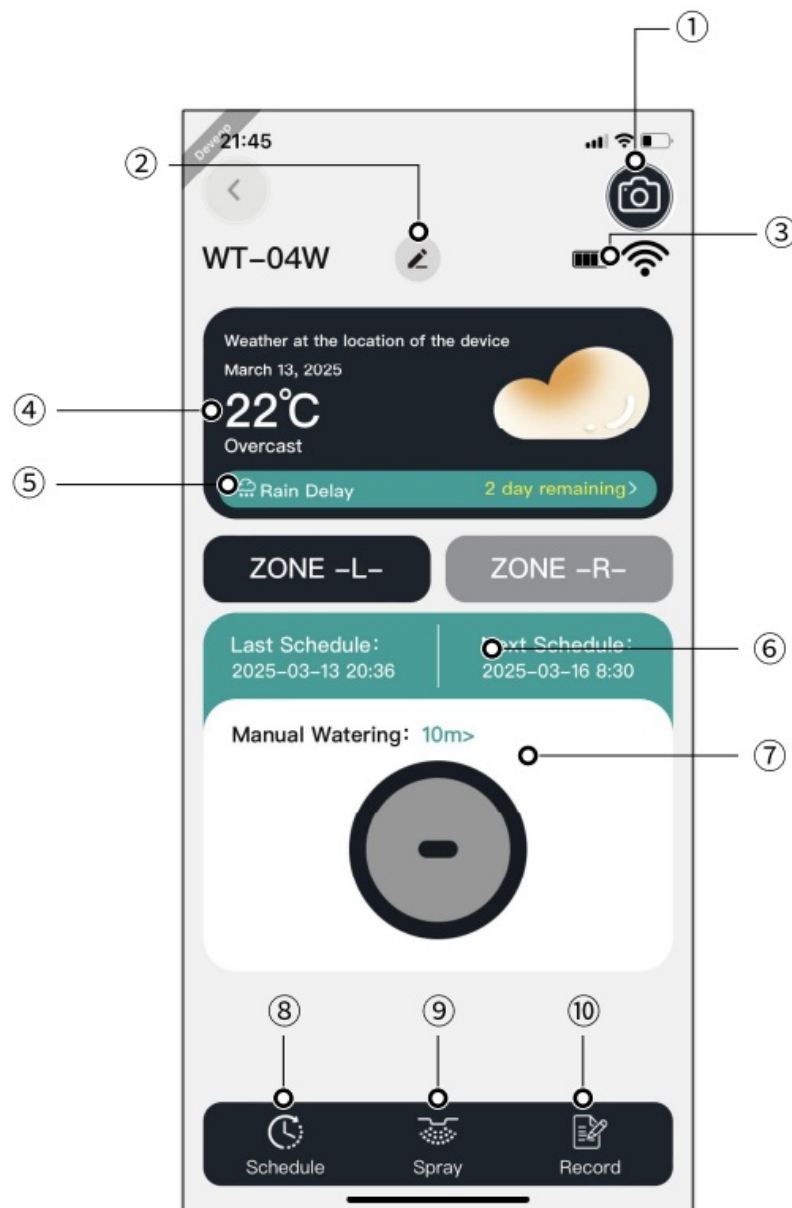 ①
Deveop
21:45
②
③
WT-04W
Weather at the location of the device
March 13, 2025
④
22℃
Overcast
⑤
Rain Delay 2 day remaining>
ZONE -L- ZONE -R-
Last Schedule: Next Schedule:
⑥
2025-03-13 20:36 2025-03-16 8:30
Manual Watering: 10m>
⑦
⑧ ⑨ ⑩
Schedule Spray Record